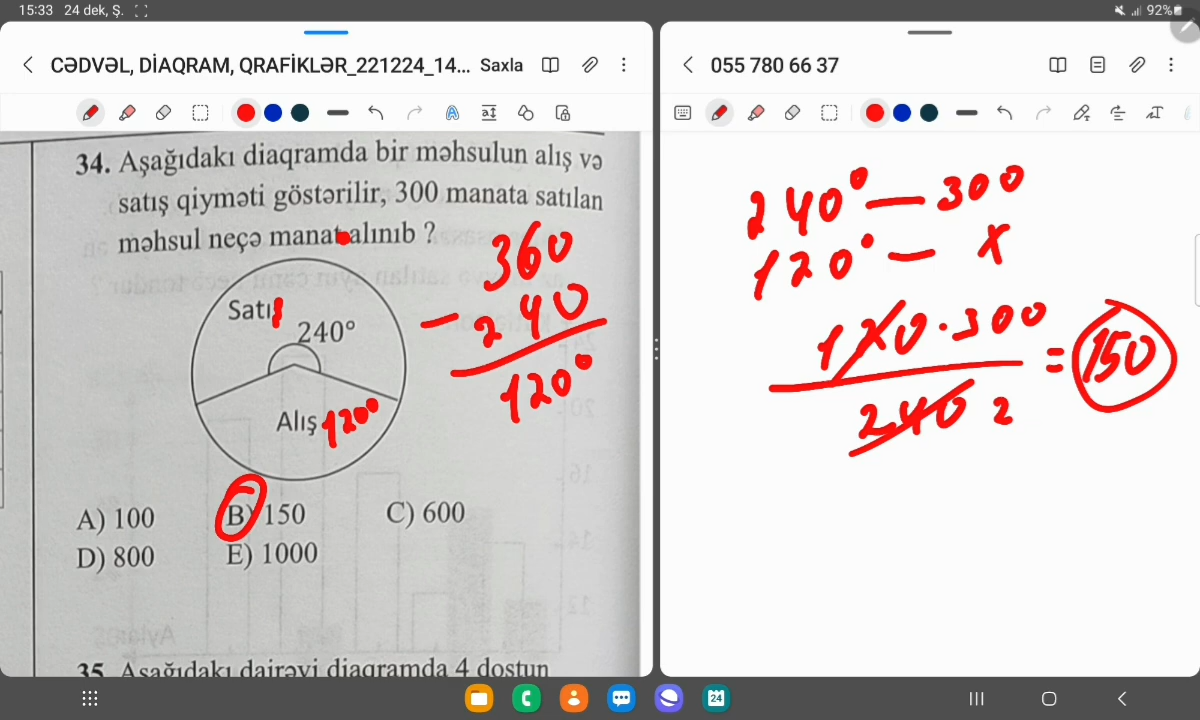 15:33 24 dek, Ş. 92%
CƏDVƏL, DİAQRAM, QRAFİKLƏR_221224_14... Saxla
055 780 66 37
34. Aşağıdakı diaqramda bir məhsulun alış və
satış qiyməti göstərilir, 300 manata satılan
məhsul neçə manata alınıb ?
Satış
240°
Alış 120°
360
- 240
120°
A) 100 B) 150 C) 600
D) 800 E) 1000
35. Aşağıdakı dairəvi diaqramda 4 dostun
240° — 300
120° — x
120 · 300
240 2
= 150
24